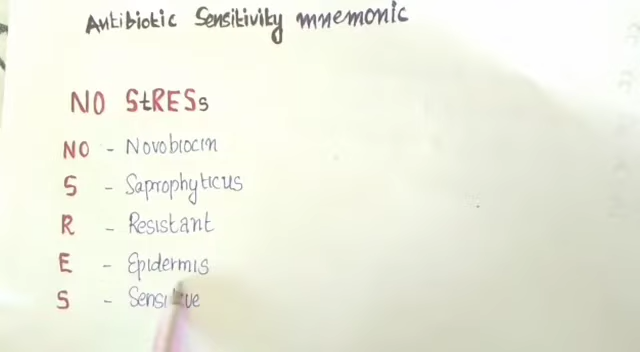 Antibiotic Sensitivity mnemonic
NO StRESs
NO - Novobiocin
S - Saprophyticus
R - Resistant
E - Epidermis
S -